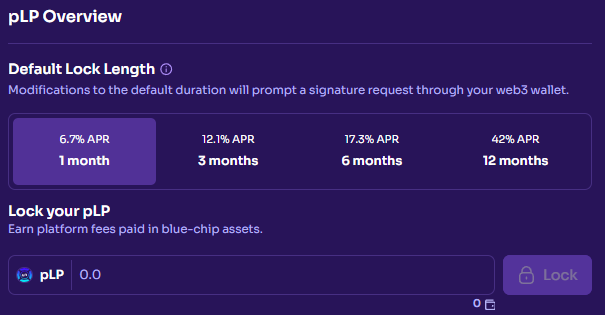 pLP Overview
Default Lock Length
Modifications to the default duration will prompt a signature request through your web3 wallet.
6.7% APR
1 month
12.1% APR
3 months
17.3% APR
6 months
42% APR
12 months
Lock your pLP
Earn platform fees paid in blue-chip assets.
pLP 0.0 Lock
0